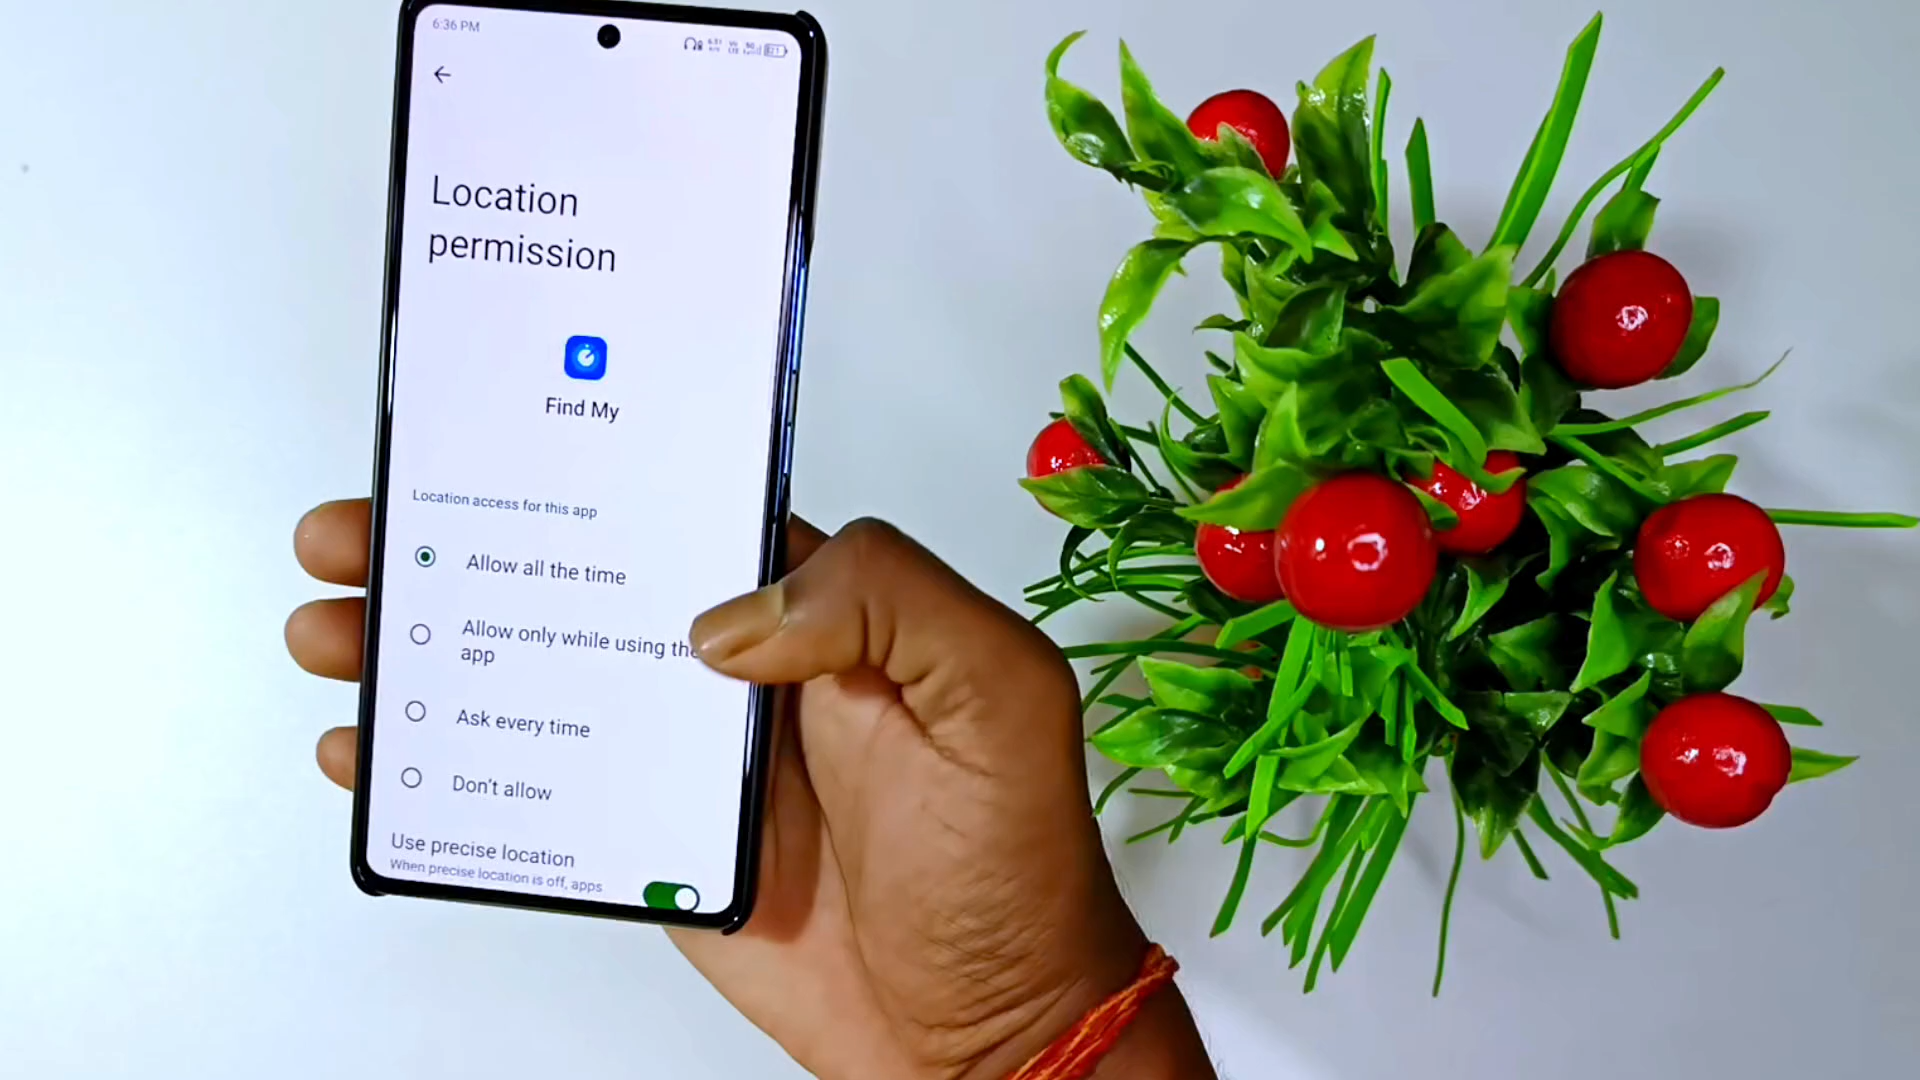 6:36 PM
Location
permission
Find My
Location access for this app
Allow all the time
Allow only while using the
app
Ask every time
Don't allow
Use precise location
When precise location is off, apps